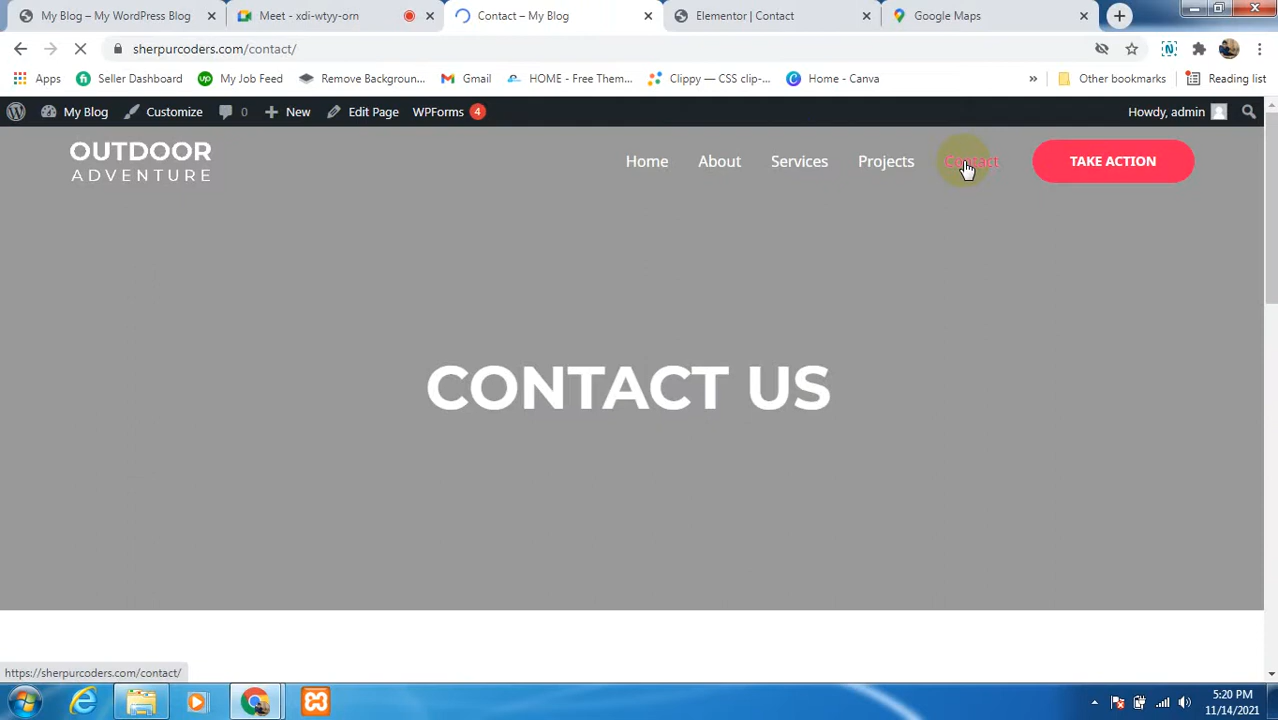 My Blog – My WordPress Blog
Meet - xdi-wtyy-orn
Contact – My Blog
Elementor | Contact
Google Maps
sherpurcoders.com/contact/
Apps
Seller Dashboard
My Job Feed
Remove Backgroun...
Gmail
HOME - Free Them...
Clippy — CSS clip-...
Home - Canva
»
Other bookmarks
Reading list
My Blog
Customize
0
New
Edit Page
WPForms 4
Howdy, admin
OUTDOOR
ADVENTURE
Home
About
Services
Projects
Contact
TAKE ACTION
CONTACT US
https://sherpurcoders.com/contact/
5:20 PM
11/14/2021